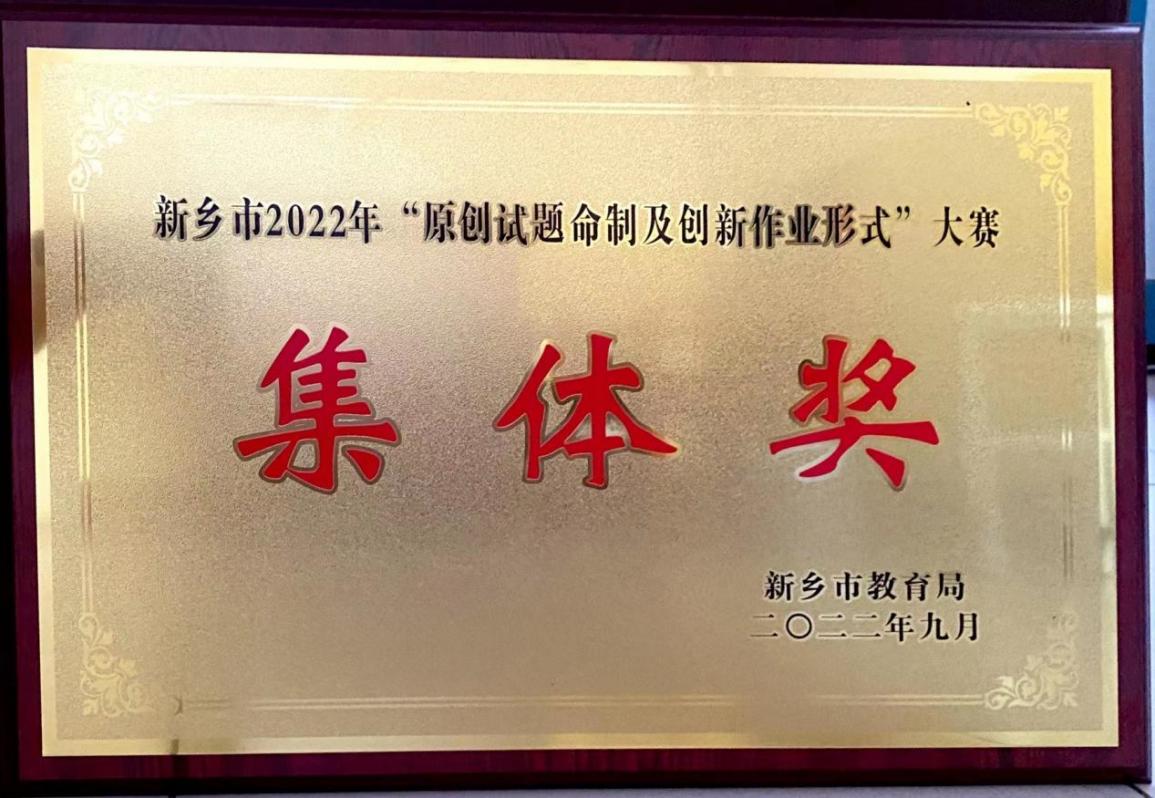 新乡市2022年“原创试题命制及创新作业形式”大赛
集体奖
新乡市教育局
二〇二二年九月